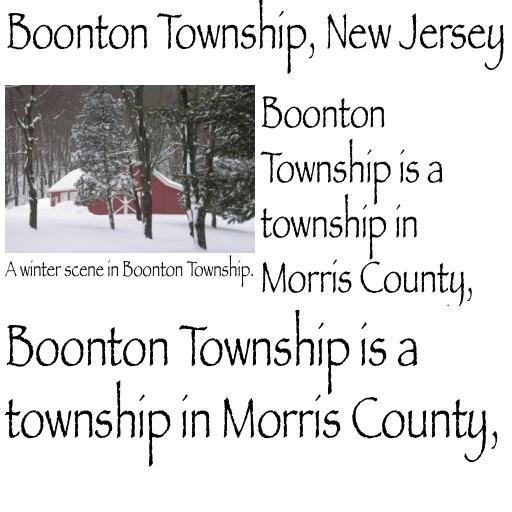 Boonton Township, New Jersey
Boonton
Township is a
township in
Morris County,
A winter scene in Boonton Township.
Boonton Township is a
township in Morris County,